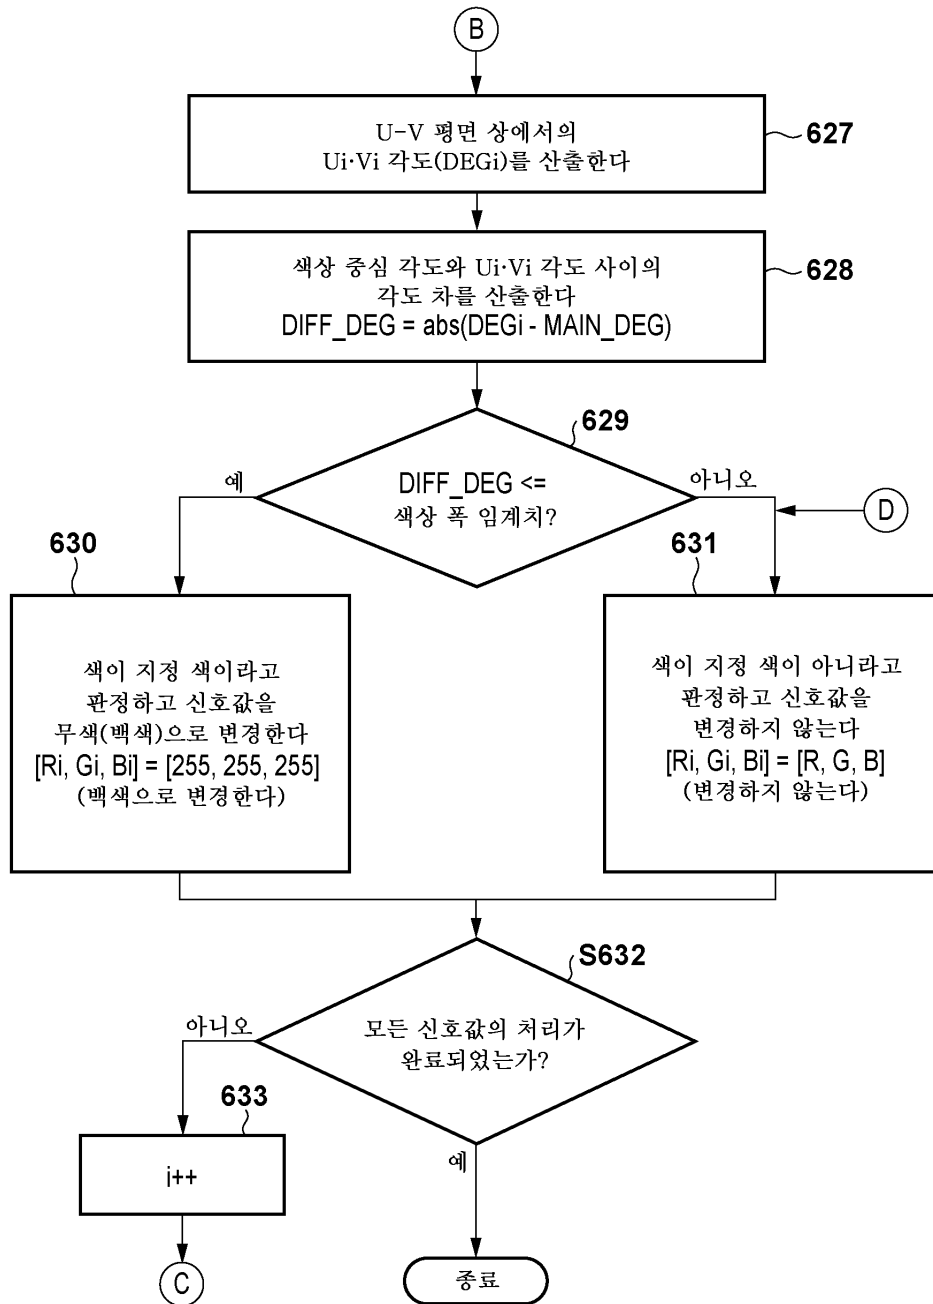 B
U-V 평면 상에서의
Ui·Vi 각도(DEGi)를 산출한다
627
색상 중심 각도와 Ui·Vi 각도 사이의
각도 차를 산출한다
DIFF_DEG = abs(DEGi - MAIN_DEG)
628
629
DIFF_DEG <=
색상 폭 임계치?
예
아니오
D
630
색이 지정 색이라고
판정하고 신호값을
무색(백색)으로 변경한다
[Ri, Gi, Bi] = [255, 255, 255]
(백색으로 변경한다)
631
색이 지정 색이 아니라고
판정하고 신호값을
변경하지 않는다
[Ri, Gi, Bi] = [R, G, B]
(변경하지 않는다)
S632
모든 신호값의 처리가
완료되었는가?
아니오
예
633
i++
C
종료